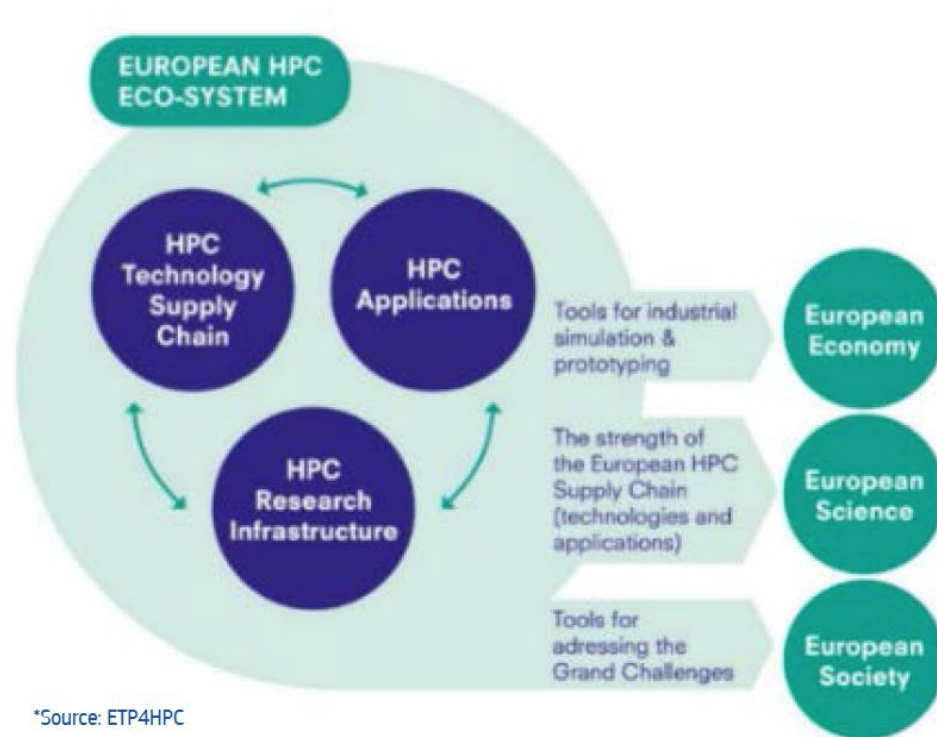 EUROPEAN HPC
ECO-SYSTEM
HPC
Technology
Supply
Chain
HPC
Applications
HPC
Research
Infrastructure
Tools for industrial
simulation &
prototyping
European
Economy
The strength of
the European HPC
Supply Chain
(technologies and
applications)
European
Science
Tools for
adressing the
Grand Challenges
European
Society
*Source: ETP4HPC